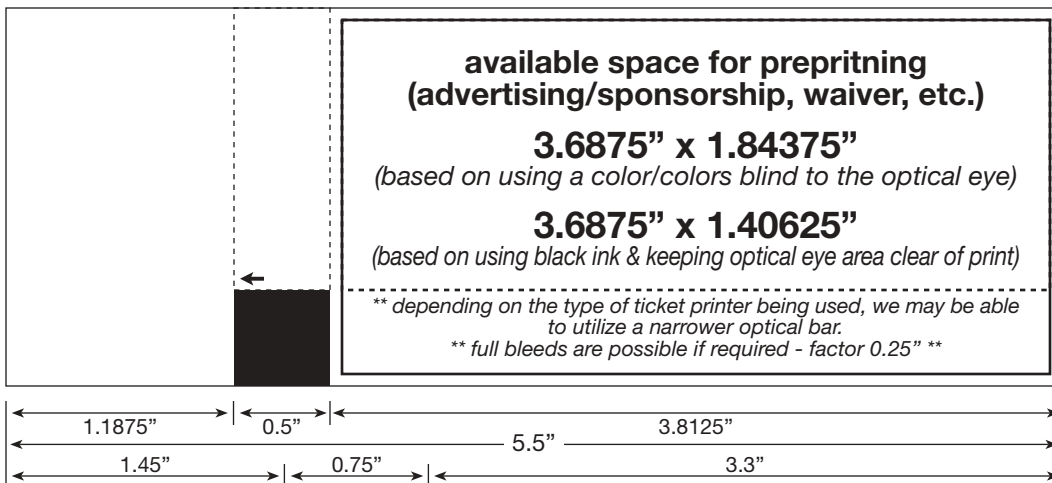 available space for prepritning
(advertising/sponsorship, waiver, etc.)
3.6875” x 1.84375”
(based on using a color/colors blind to the optical eye)
3.6875” x 1.40625”
(based on using black ink & keeping optical eye area clear of print)
** depending on the type of ticket printer being used, we may be able
to utilize a narrower optical bar.
** full bleeds are possible if required - factor 0.25” **
1.1875” 0.5” 3.8125”
5.5”
1.45” 0.75” 3.3”